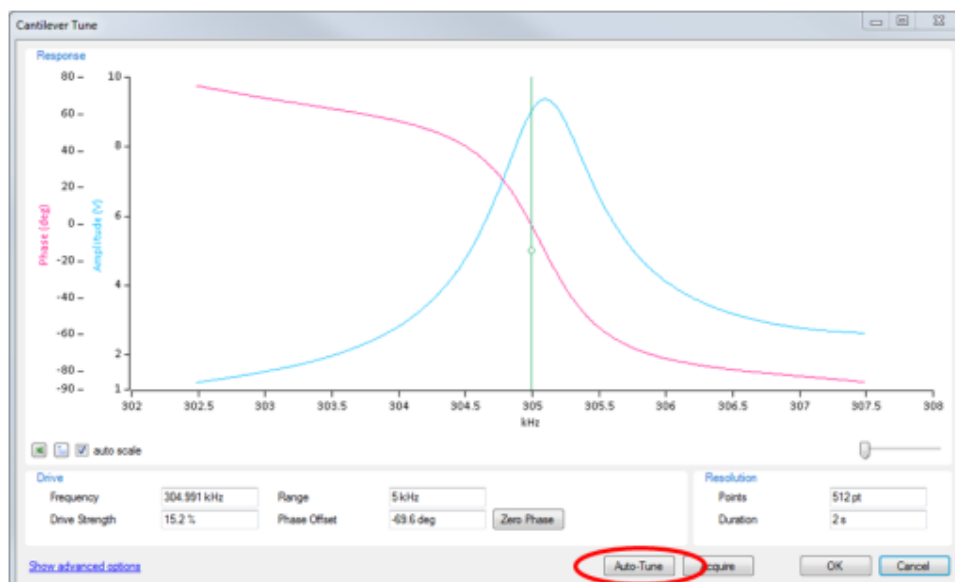 Cantilever Tune
Response
80 – 10
60 –
8
40 –
20 –
6
0 –
-20 –
4
-40 –
-60 –
2
-80 –
-90 – 1
Phase (deg)
Amplitude (V)
302 302.5 303 303.5 304 304.5 305 305.5 306 306.5 307 307.5 308
kHz
auto scale
Drive
Frequency 304.991 kHz Range 5 kHz
Drive Strength 15.2 % Phase Offset -69.6 deg Zero Phase
Resolution
Points 512 pt
Duration 2 s
Show advanced options Auto-Tune cquire OK Cancel